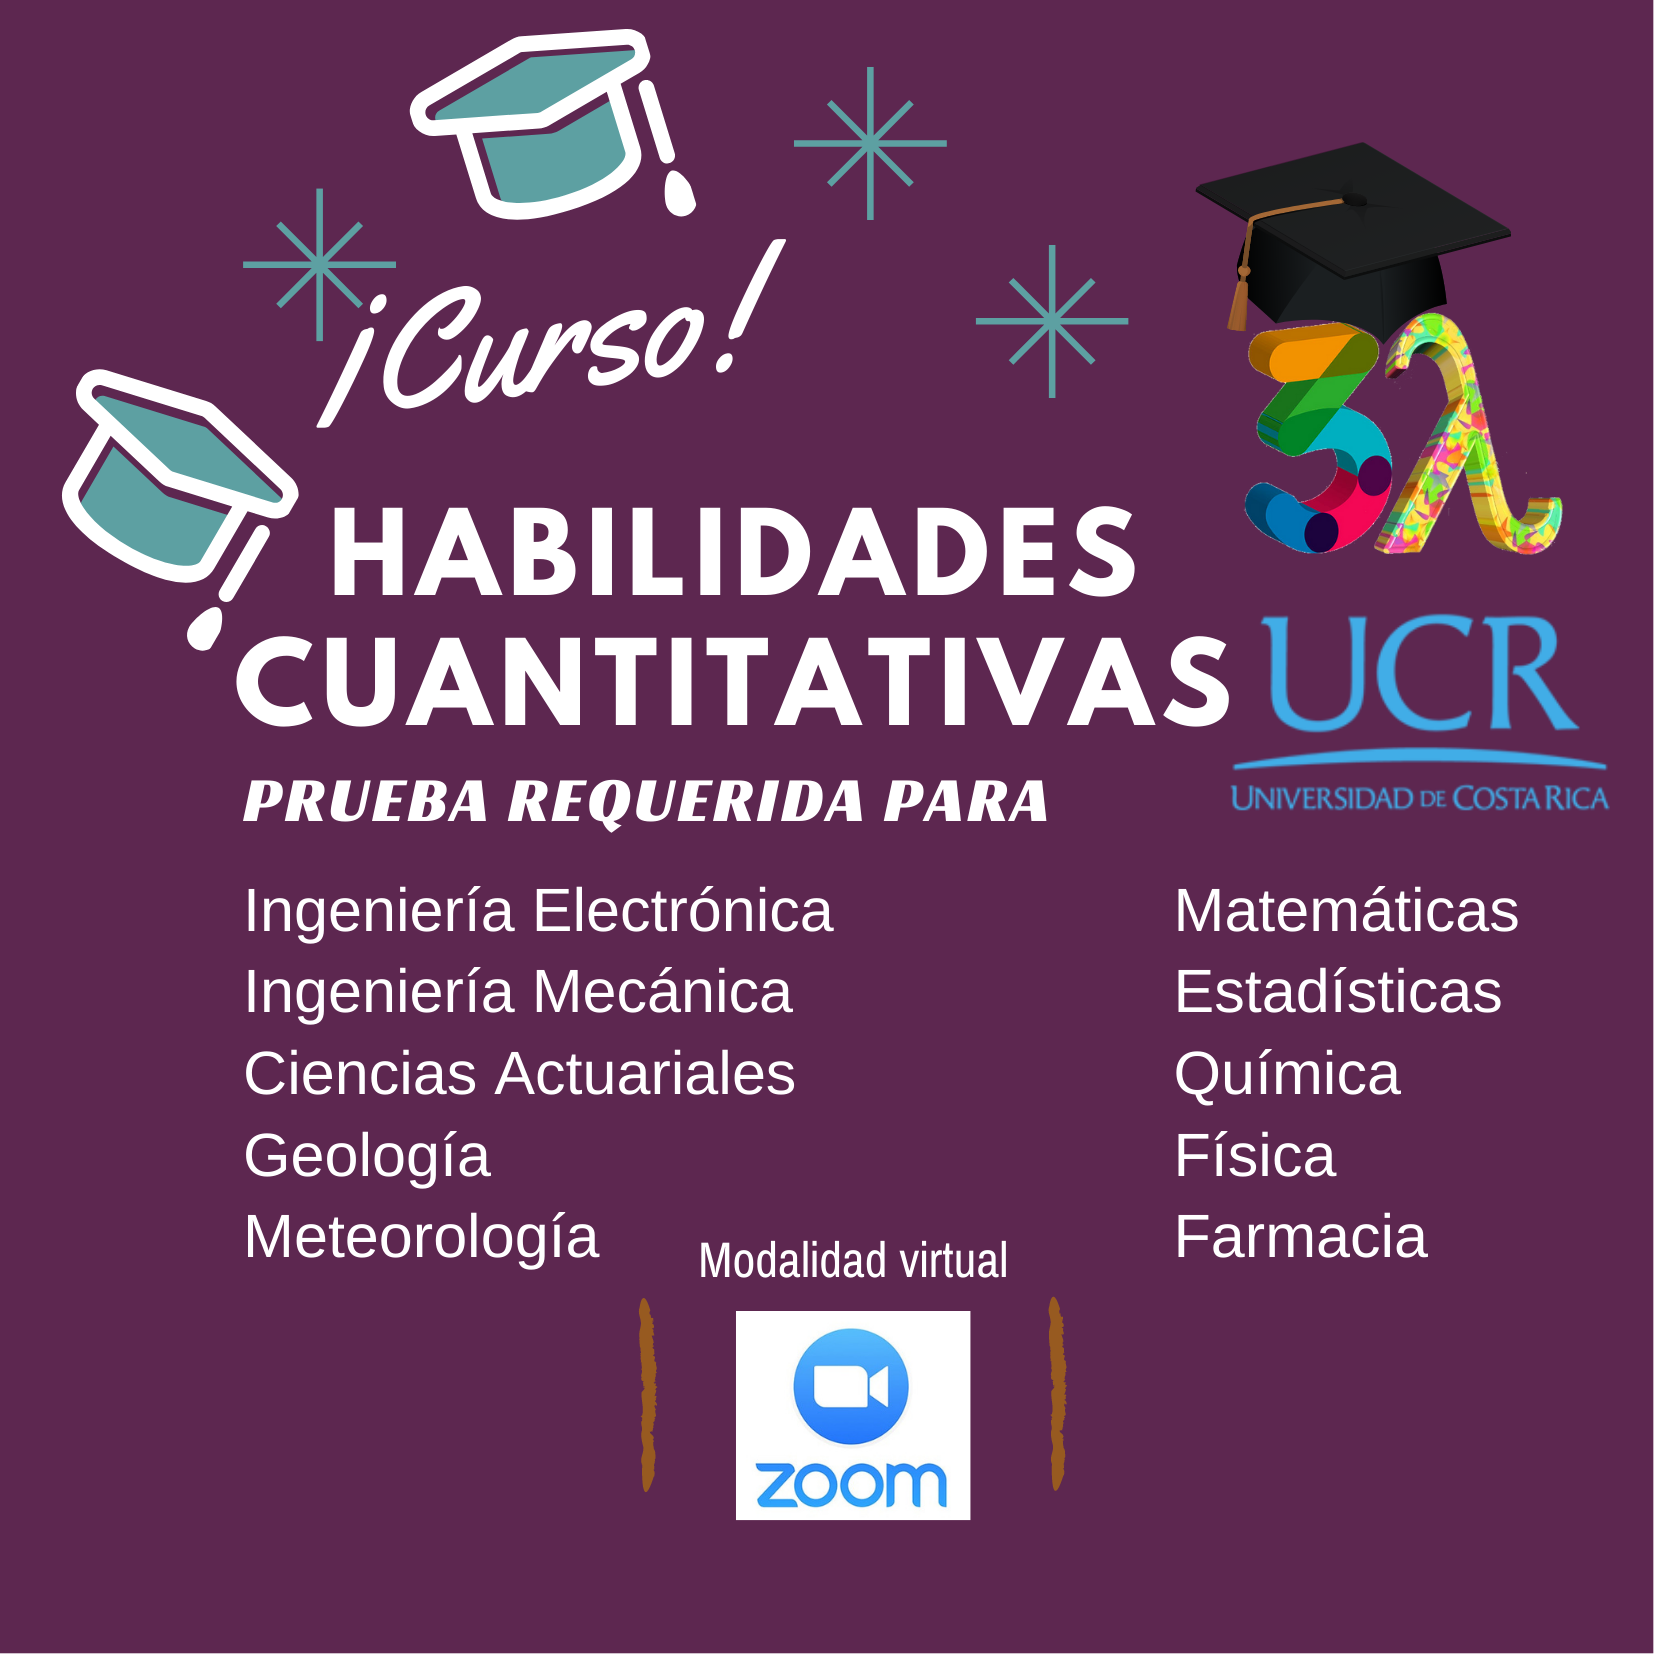 ¡Curso!
3λ
HABILIDADES
CUANTITATIVAS
UCR
UNIVERSIDAD DE COSTA RICA
PRUEBA REQUERIDA PARA
Ingeniería Electrónica
Ingeniería Mecánica
Ciencias Actuariales
Geología
Meteorología
Matemáticas
Estadísticas
Química
Física
Farmacia
Modalidad virtual
zoom